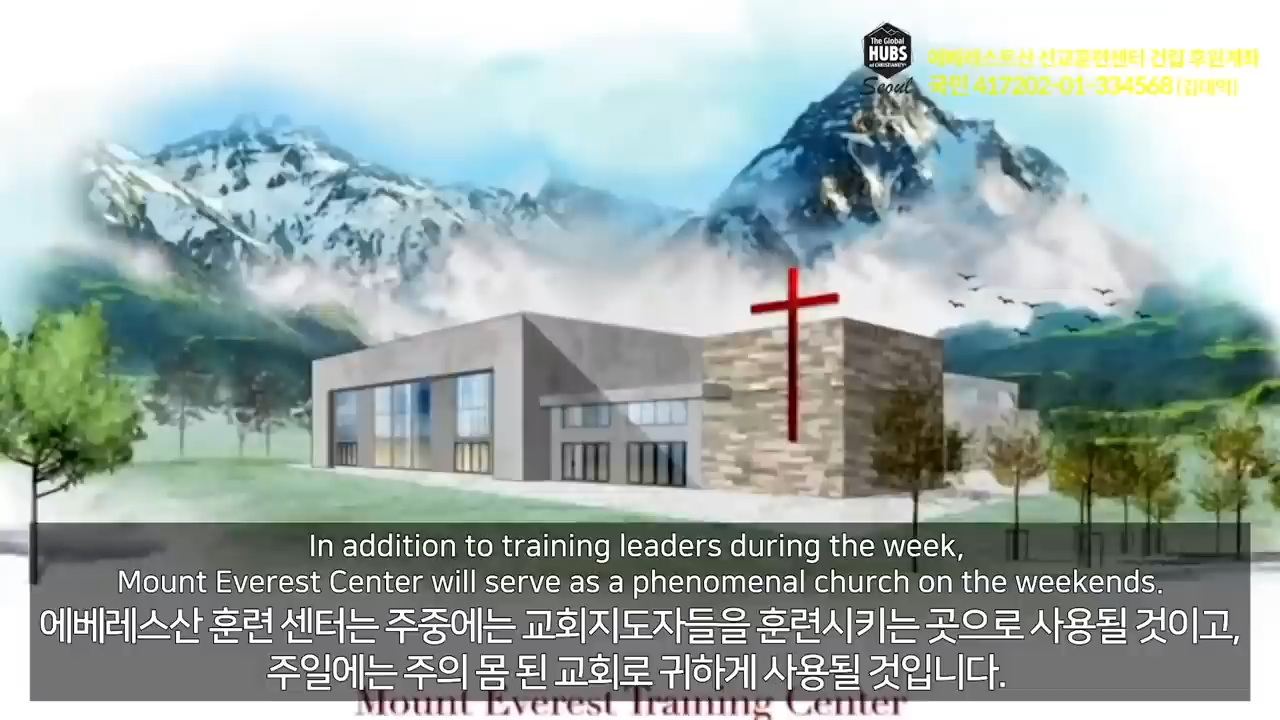 The Global
HUBS
of CHRISTIANITY
Seoul
에베레스트산 선교훈련센터 건립 후원계좌
국민 417202-01-334568 (김대덕)
In addition to training leaders during the week,
Mount Everest Center will serve as a phenomenal church on the weekends.
에베레스산 훈련 센터는 주중에는 교회지도자들을 훈련시키는 곳으로 사용될 것이고,
주일에는 주의 몸 된 교회로 귀하게 사용될 것입니다.
Mount Everest Training Center